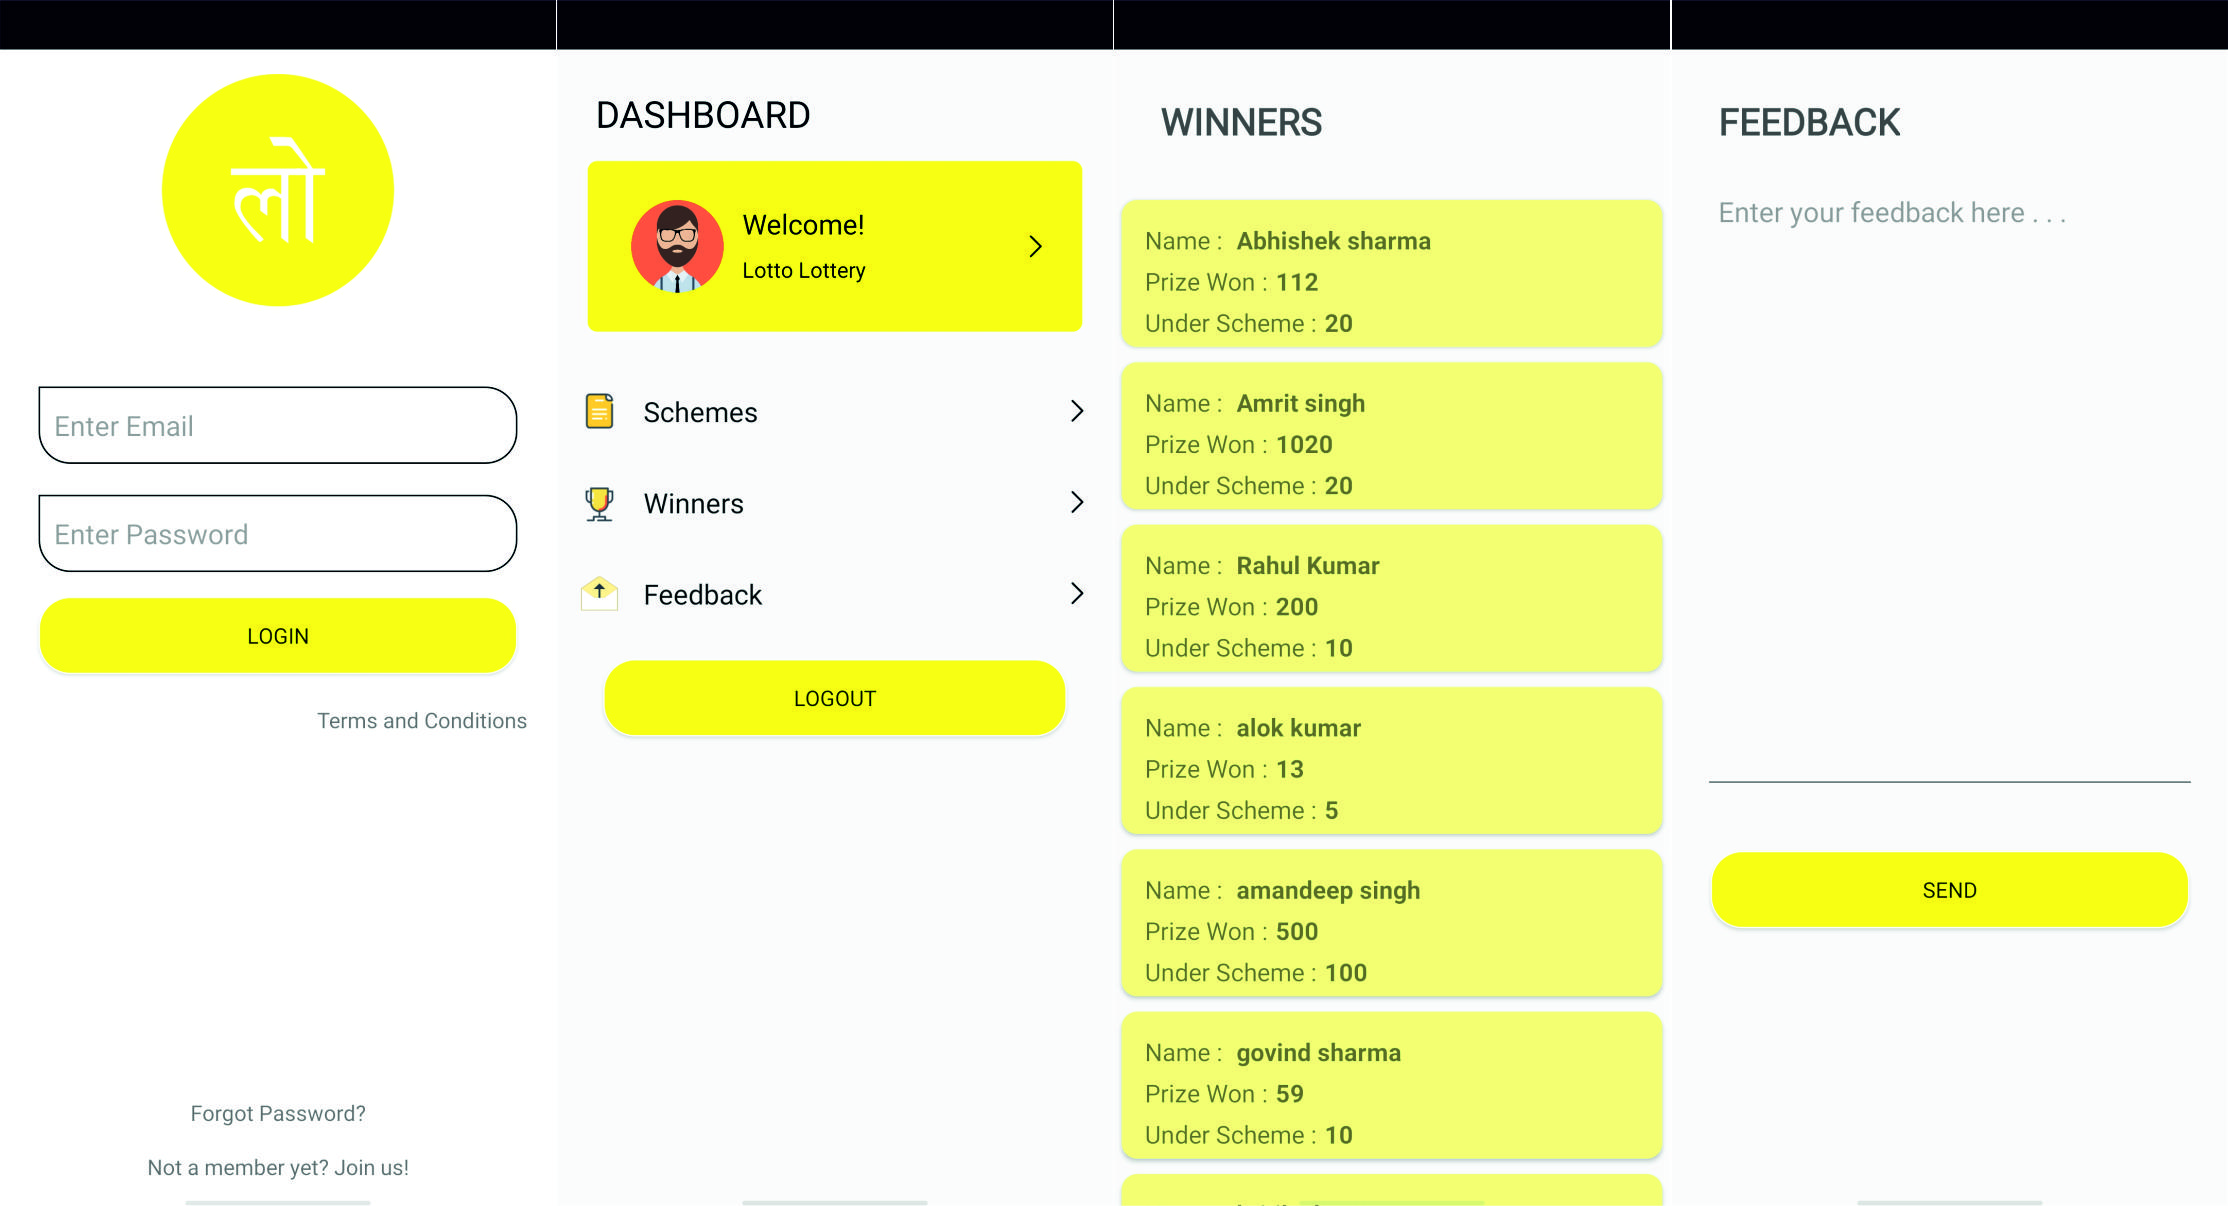 लो
Enter Email
Enter Password
LOGIN
Terms and Conditions
Forgot Password?
Not a member yet? Join us!
DASHBOARD
Welcome!
Lotto Lottery
Schemes
Winners
Feedback
LOGOUT
WINNERS
Name : Abhishek sharma
Prize Won : 112
Under Scheme : 20
Name : Amrit singh
Prize Won : 1020
Under Scheme : 20
Name : Rahul Kumar
Prize Won : 200
Under Scheme : 10
Name : alok kumar
Prize Won : 13
Under Scheme : 5
Name : amandeep singh
Prize Won : 500
Under Scheme : 100
Name : govind sharma
Prize Won : 59
Under Scheme : 10
FEEDBACK
Enter your feedback here . . .
SEND